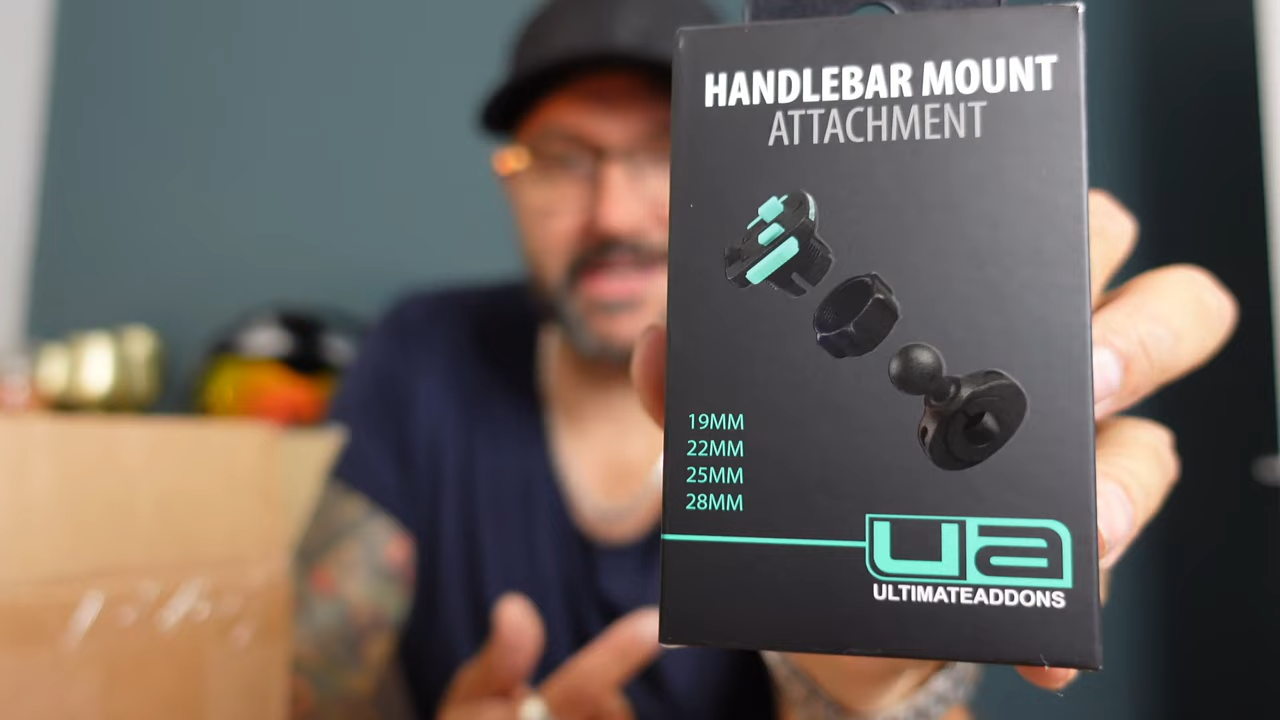 HANDLEBAR MOUNT
ATTACHMENT
19MM
22MM
25MM
28MM
ua
ULTIMATEADDONS